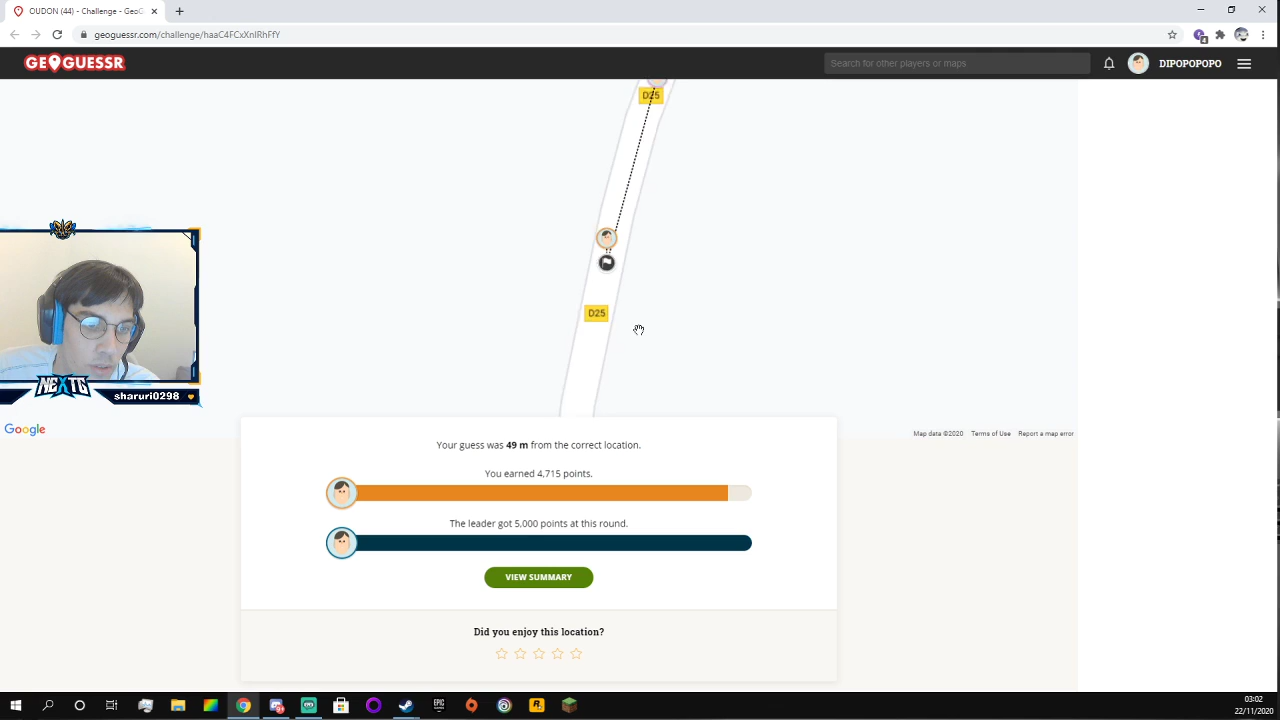 OUDON (44) - Challenge - GeoG
geoguessr.com/challenge/haaC4FCxXnIRhFfY
GEOGUESSR
Search for other players or maps
DIPOPOPOPO
D25
D25
NEXTG
sharuri0298
Google
Map data ©2020 Terms of Use Report a map error
Your guess was 49 m from the correct location.
You earned 4,715 points.
The leader got 5,000 points at this round.
VIEW SUMMARY
Did you enjoy this location?
EPIC
03:02
22/11/2020